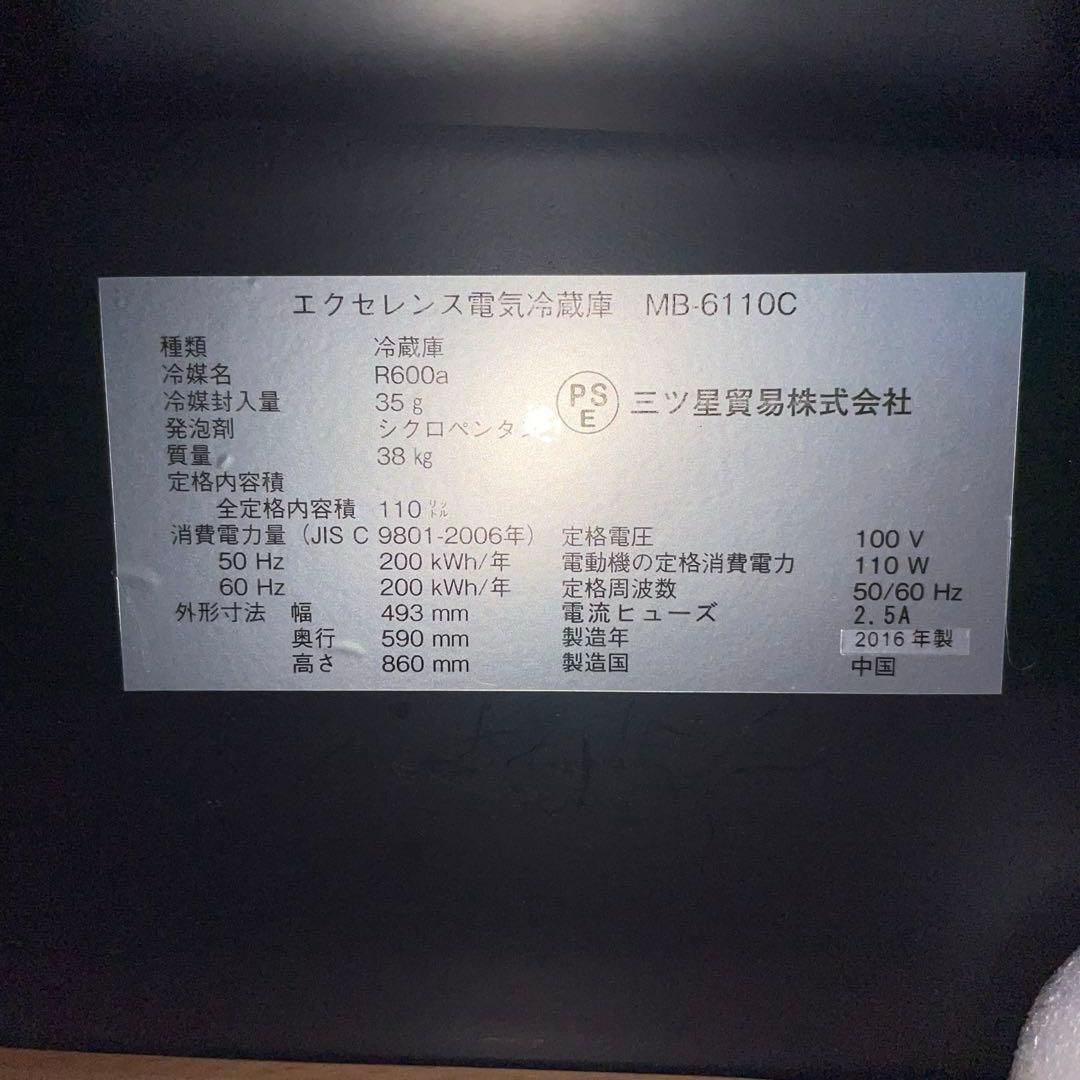 エクセレンス電気冷蔵庫 MB-6110C
種類 冷蔵庫
冷媒名 R600a
冷媒封入量 35 g
発泡剤 シクロペンタン
質量 38 kg
PSE 三ツ星貿易株式会社
定格内容積
全定格内容積 110 リットル
消費電力量 (JIS C 9801-2006年)
50 Hz 200 kWh/年
60 Hz 200 kWh/年
外形寸法 幅 493 mm
奥行 590 mm
高さ 860 mm
定格電圧 100 V
電動機の定格消費電力 110 W
定格周波数 50/60 Hz
電流ヒューズ 2.5A
製造年 2016 年製
製造国 中国